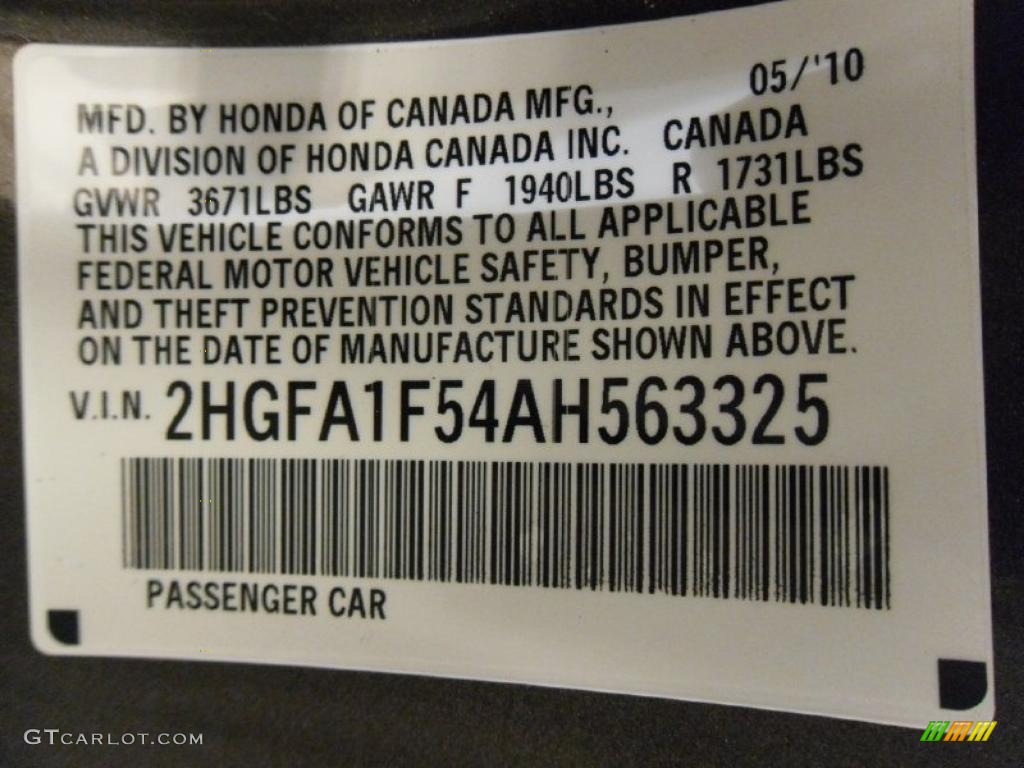 05/'10
MFD. BY HONDA OF CANADA MFG.,
A DIVISION OF HONDA CANADA INC. CANADA
GVWR 3671LBS GAWR F 1940LBS R 1731LBS
THIS VEHICLE CONFORMS TO ALL APPLICABLE
FEDERAL MOTOR VEHICLE SAFETY, BUMPER,
AND THEFT PREVENTION STANDARDS IN EFFECT
ON THE DATE OF MANUFACTURE SHOWN ABOVE.
V.I.N. 2HGFA1F54AH563325
PASSENGER CAR
GTCARLOT.COM